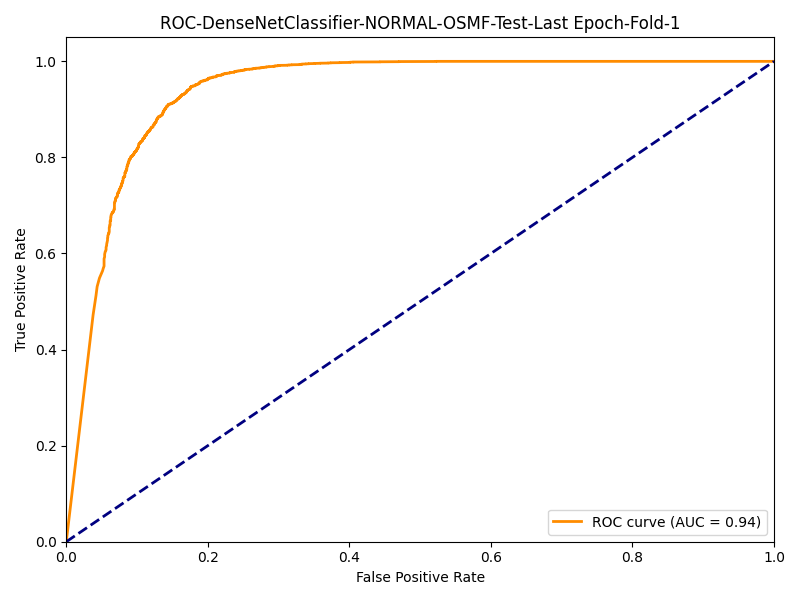 ROC-DenseNetClassifier-NORMAL-OSMF-Test-Last Epoch-Fold-1
1.0
0.8
0.6
0.4
0.2
0.0
True Positive Rate
ROC curve (AUC = 0.94)
0.0 0.2 0.4 0.6 0.8 1.0
False Positive Rate